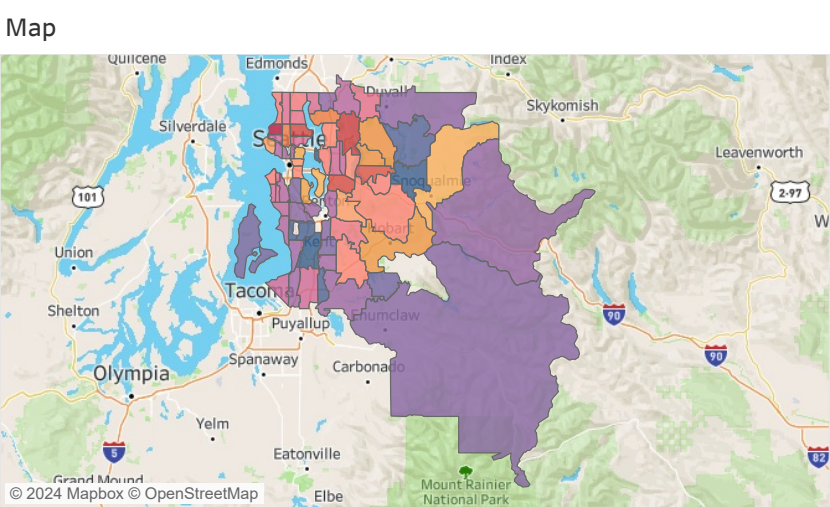 Map
Quilcene
Edmonds
Index
Duvall
Skykomish
Silverdale
Seattle
Leavenworth
Snoqualmie
101
2-97
W
Renton
Hobart
Kent
Union
Tacoma
Shelton
Puyallup
Enumclaw
90
90
Spanaway
Carbonado
Olympia
Yelm
5
Eatonville
82
Grand Mound
Mount Rainier
National Park
© 2024 Mapbox © OpenStreetMap
Elbe